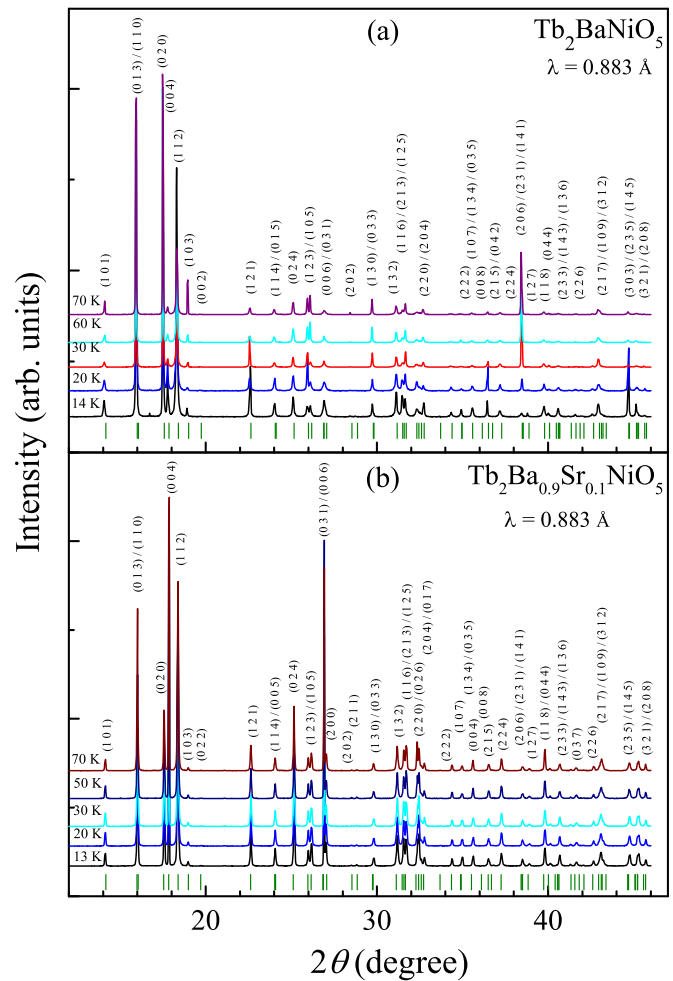 (a)
Tb₂BaNiO₅
λ = 0.883 Å
(1 0 1)
(0 1 3) / (1 1 0)
(0 2 0)
(0 0 4)
(1 1 2)
(1 0 3)
(0 0 2)
(1 2 1)
(1 1 4) / (0 1 5)
(0 2 4)
(1 2 3) / (1 0 5)
(0 0 6) / (0 3 1)
(2 0 2)
(1 3 0) / (0 3 3)
(1 3 2)
(1 1 6) / (2 1 3) / (1 2 5)
(2 2 0) / (2 0 4)
(2 2 2)
(1 0 7) / (1 3 4) / (0 3 5)
(0 0 8)
(2 1 5) / (0 4 2)
(2 2 4)
(2 0 6) / (2 3 1) / (1 4 1)
(1 2 7)
(1 1 8)
(0 4 4)
(2 3 3) / (1 4 3) / (1 3 6)
(2 2 6)
(2 1 7) / (1 0 9) / (3 1 2)
(3 0 3) / (2 3 5) / (1 4 5)
(3 2 1) / (2 0 8)
70 K
60 K
30 K
20 K
14 K
Intensity (arb. units)
(b)
Tb₂Ba₀.₉Sr₀.₁NiO₅
λ = 0.883 Å
(1 0 1)
(0 1 3) / (1 1 0)
(0 2 0)
(0 0 4)
(1 1 2)
(1 0 3)
(0 2 2)
(1 2 1)
(1 1 4) / (0 0 5)
(0 2 4)
(1 2 3) / (1 0 5)
(0 3 1) / (0 0 6)
(2 0 0)
(2 0 2)
(2 1 1)
(1 3 0) / (0 3 3)
(1 3 2)
(1 1 6) / (2 1 3) / (1 2 5)
(2 2 0) / (0 2 6)
(2 0 4) / (0 1 7)
(2 2 2)
(1 0 7)
(1 3 4) / (0 3 5)
(0 0 4)
(0 0 8)
(2 1 5)
(2 2 4)
(2 0 6) / (2 3 1) / (1 4 1)
(1 2 7)
(1 1 8) / (0 4 4)
(2 3 3) / (1 4 3) / (1 3 6)
(0 3 7)
(2 2 6)
(2 1 7) / (1 0 9) / (3 1 2)
(2 3 5) / (1 4 5)
(3 2 1) / (2 0 8)
70 K
50 K
30 K
20 K
13 K
20
30
40
2θ (degree)